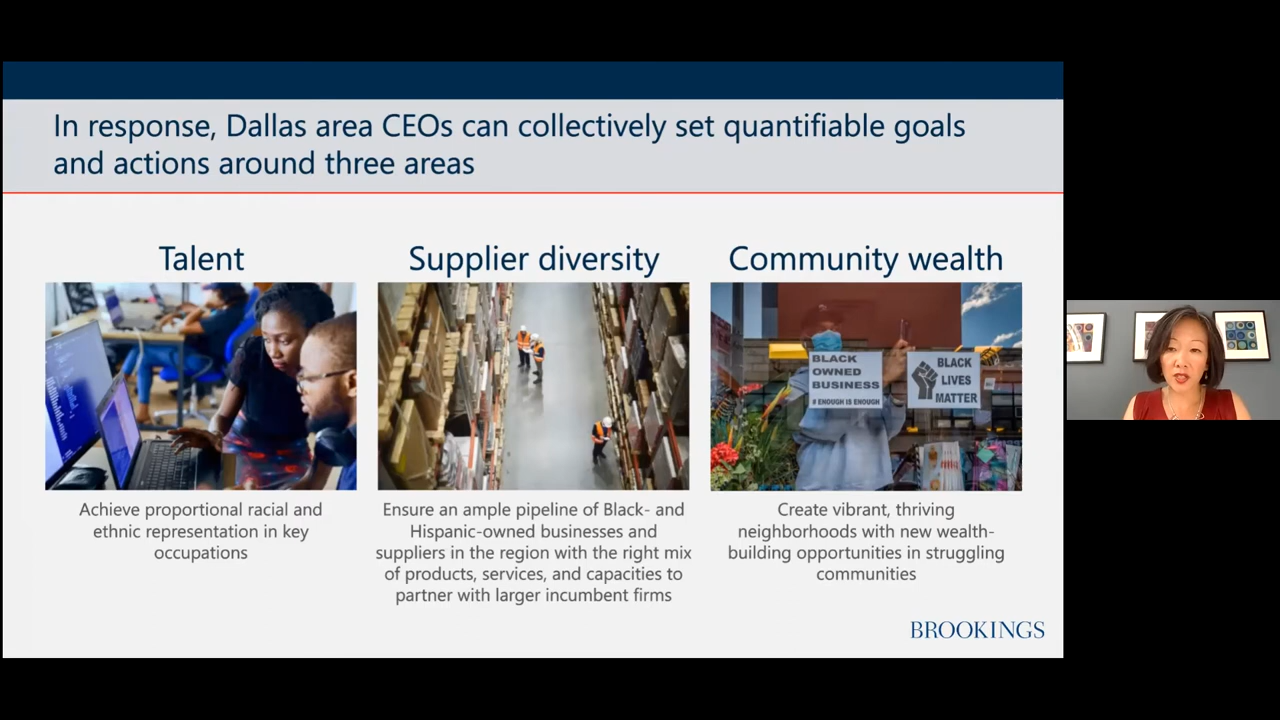 In response, Dallas area CEOs can collectively set quantifiable goals
and actions around three areas
Talent
Achieve proportional racial and
ethnic representation in key
occupations
Supplier diversity
Ensure an ample pipeline of Black- and
Hispanic-owned businesses and
suppliers in the region with the right mix
of products, services, and capacities to
partner with larger incumbent firms
Community wealth
BLACK
OWNED
BUSINESS
# ENOUGH IS ENOUGH
BLACK
LIVES
MATTER
Create vibrant, thriving
neighborhoods with new wealth-
building opportunities in struggling
communities
BROOKINGS